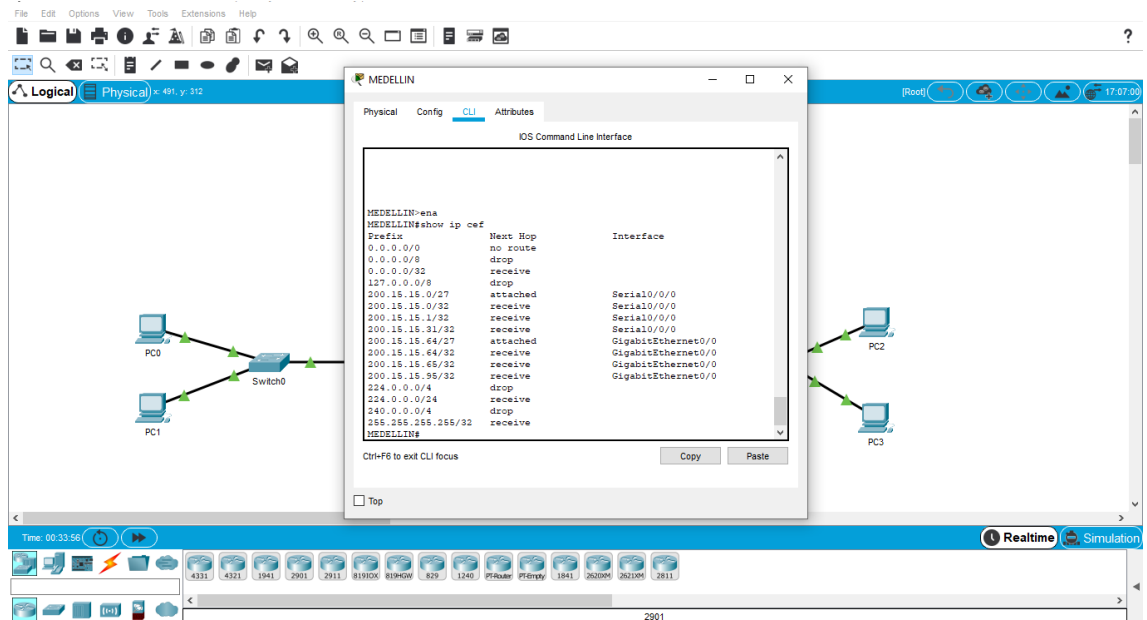 File Edit Options View Tools Extensions Help
?
Logical Physical x: 491, y: 312 [Root] 17:07:00
MEDELLIN
Physical Config CLI Attributes
IOS Command Line Interface
MEDELLIN>ena
MEDELLIN#show ip cef
Prefix Next Hop Interface
0.0.0.0/0 no route
0.0.0.0/8 drop
0.0.0.0/32 receive
127.0.0.0/8 drop
200.15.15.0/27 attached Serial0/0/0
200.15.15.0/32 receive Serial0/0/0
200.15.15.1/32 receive Serial0/0/0
200.15.15.31/32 receive Serial0/0/0
200.15.15.64/27 attached GigabitEthernet0/0
200.15.15.64/32 receive GigabitEthernet0/0
200.15.15.65/32 receive GigabitEthernet0/0
200.15.15.95/32 receive GigabitEthernet0/0
224.0.0.0/4 drop
224.0.0.0/24 receive
240.0.0.0/4 drop
255.255.255.255/32 receive
MEDELLIN#
Ctrl+F6 to exit CLI focus Copy Paste
Top
PC0
Switch0
PC1
PC2
PC3
Time: 00:33:56 Realtime Simulation
4331 4321 1941 2901 2911 819IOX 819HGW 829 1240 PT-Router PT-Empty 1841 2620XM 2621XM 2811
2901